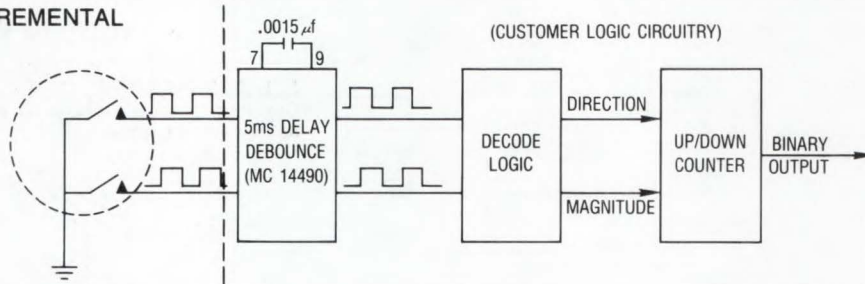 REMENTAL
.0015 µf
7 9
(CUSTOMER LOGIC CIRCUITRY)
5ms DELAY
DEBOUNCE
(MC 14490)
DECODE
LOGIC
DIRECTION
MAGNITUDE
UP/DOWN
COUNTER
BINARY
OUTPUT